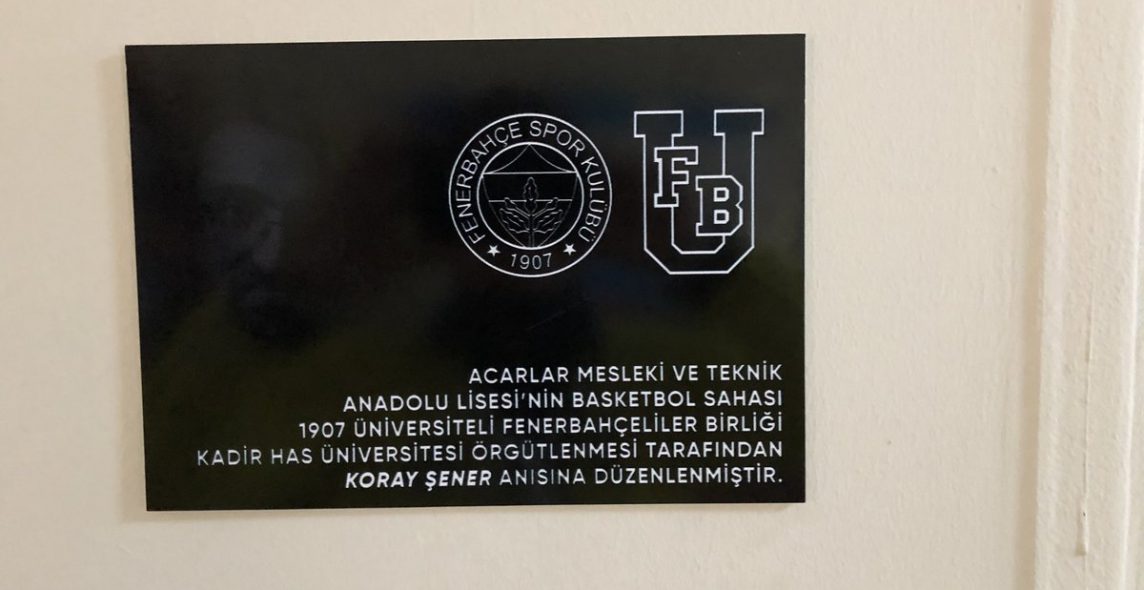 FENERBAHÇE SPOR KULÜBÜ
1907
UFB
ACARLAR MESLEKİ VE TEKNİK
ANADOLU LİSESİ'NİN BASKETBOL SAHASI
1907 ÜNİVERSİTELİ FENERBAHÇELİLER BİRLİĞİ
KADİR HAS ÜNİVERSİTESİ ÖRGÜTLENMESİ TARAFINDAN
KORAY ŞENER ANISINA DÜZENLENMİŞTİR.